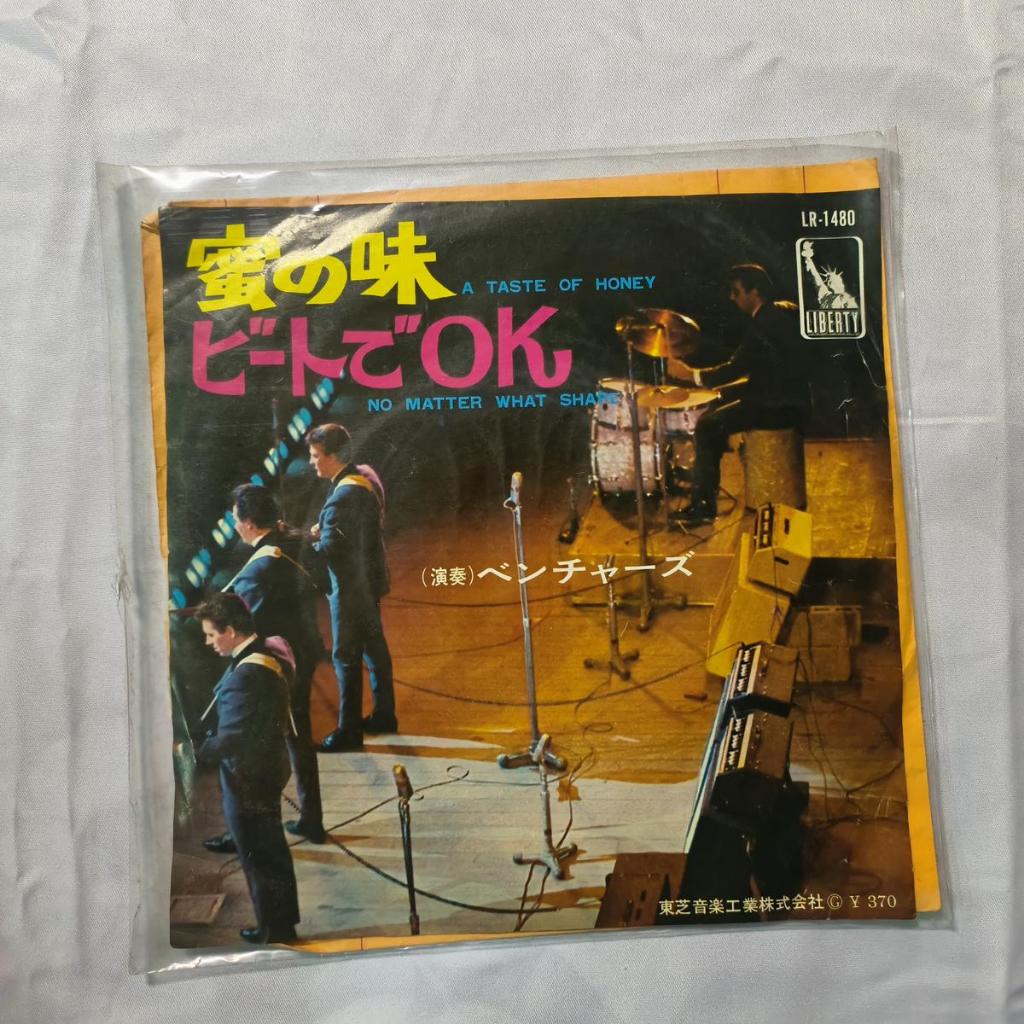 LR-1480
LIBERTY
蜜の味
A TASTE OF HONEY
ビートでOK
NO MATTER WHAT SHAPE
(演奏)ベンチャーズ
東芝音楽工業株式会社 Ⓖ ¥ 370